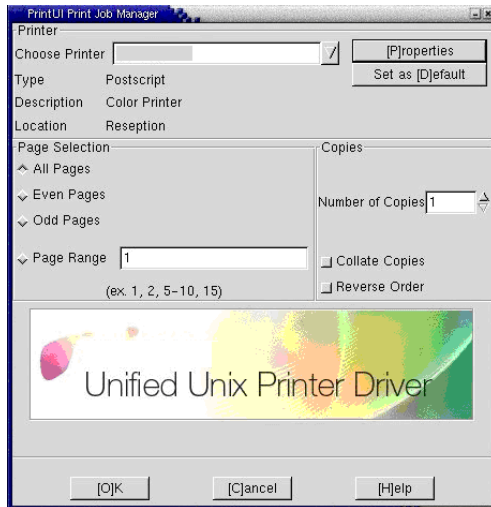 PrintUI Print Job Manager
Printer
Choose Printer
[P]roperties
Set as [D]efault
Type Postscript
Description Color Printer
Location Reseption
Page Selection
All Pages
Even Pages
Odd Pages
Page Range 1
(ex. 1, 2, 5-10, 15)
Copies
Number of Copies 1
Collate Copies
Reverse Order
Unified Unix Printer Driver
[O]K
[C]ancel
[H]elp